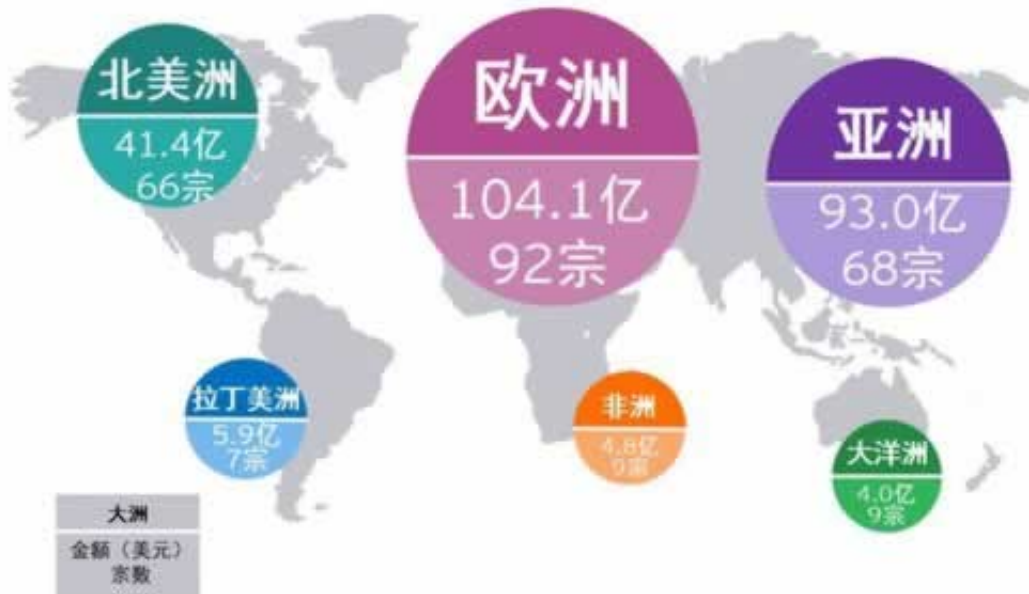 北美洲
41.4亿
66宗
欧洲
104.1亿
92宗
亚洲
93.0亿
68宗
拉丁美洲
5.9亿
7宗
非洲
4.8亿
9宗
大洋洲
4.0亿
9宗
大洲
金额（美元）
宗数